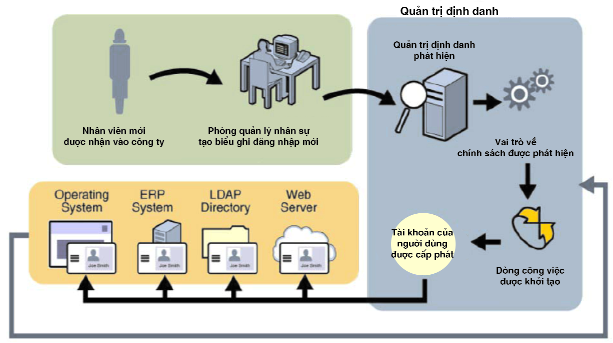 Quản trị định danh
Quản trị định danh
phát hiện
Nhân viên mới
được nhận vào công ty
Phòng quản lý nhân sự
tạo biểu ghi đăng nhập mới
Vai trò về
chính sách được phát hiện
Dòng công việc
được khởi tạo
Tài khoản của
người dùng
được cấp phát
Operating
System
ERP
System
LDAP
Directory
Web
Server
Joe Smith
Joe Smith
Joe Smith
Joe Smith